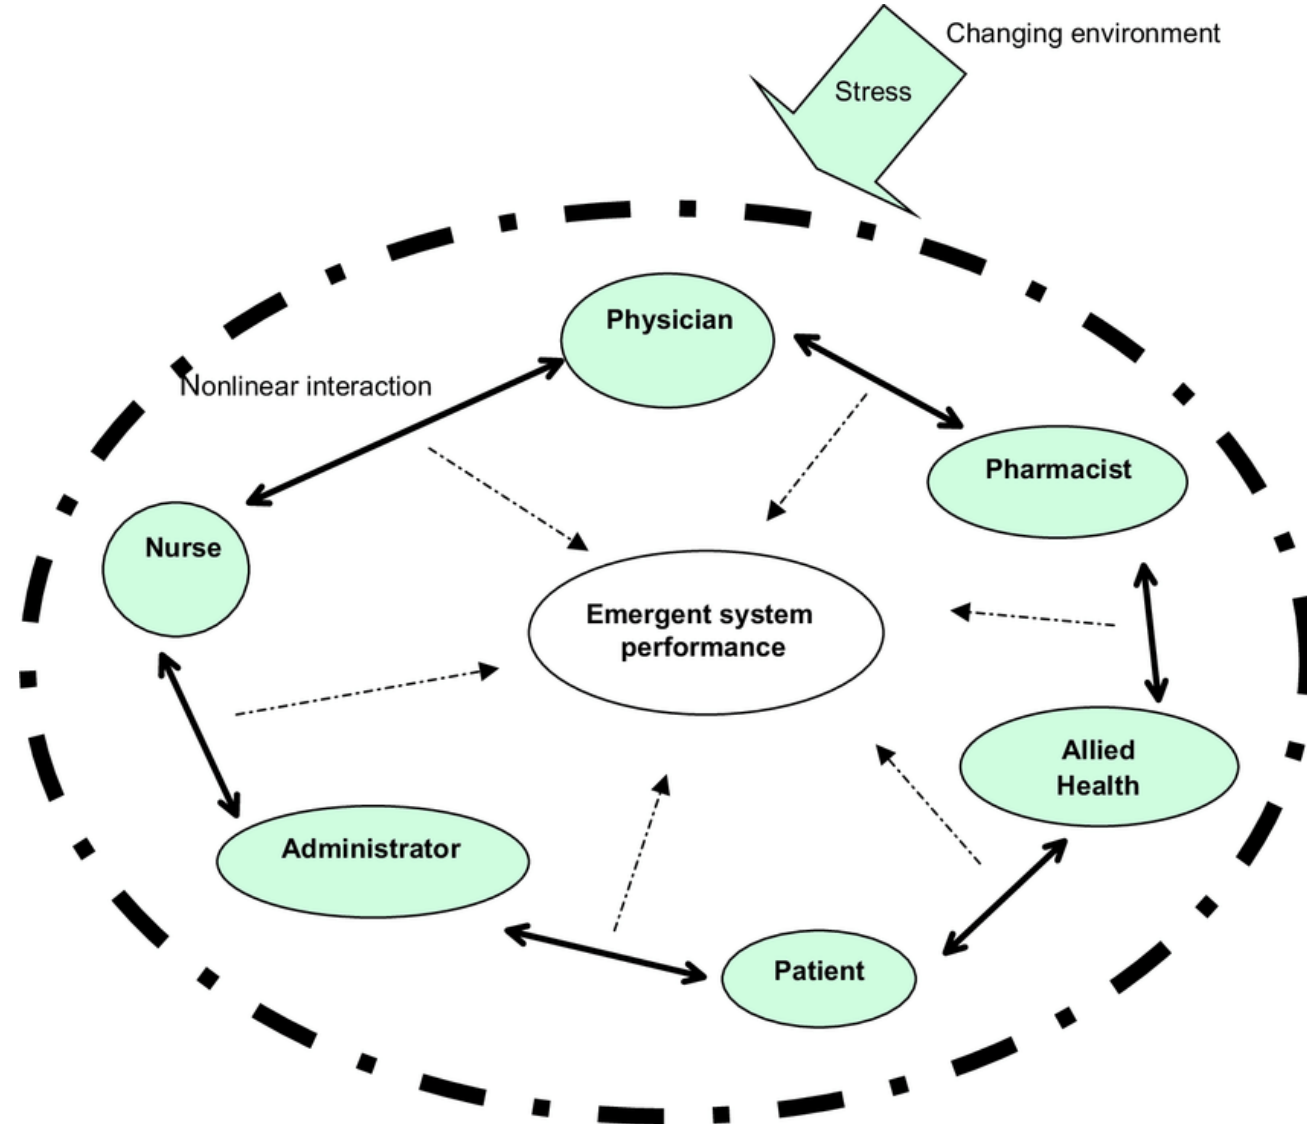 Changing environment
Stress
Physician
Nonlinear interaction
Pharmacist
Nurse
Emergent system
performance
Allied
Health
Administrator
Patient